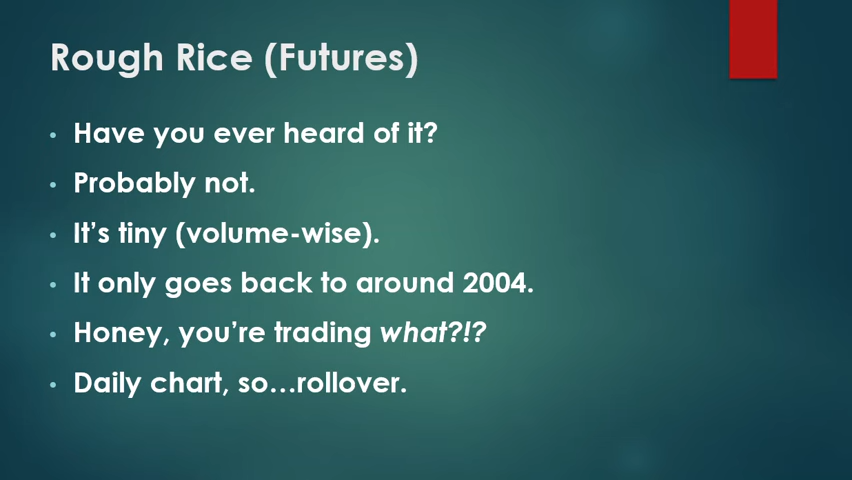 Rough Rice (Futures)
• Have you ever heard of it?
• Probably not.
• It’s tiny (volume-wise).
• It only goes back to around 2004.
• Honey, you’re trading what?!?
• Daily chart, so…rollover.